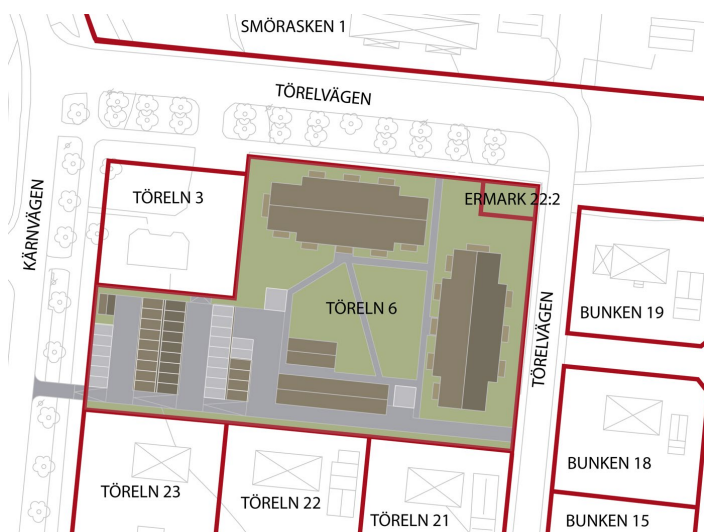 SMÖRASKEN 1
TÖRELVÄGEN
TÖRELN 3
ERMARK 22:2
KÄRNVÄGEN
TÖRELN 6
BUNKEN 19
TÖRELVÄGEN
BUNKEN 18
TÖRELN 23
TÖRELN 22
TÖRELN 21
BUNKEN 15